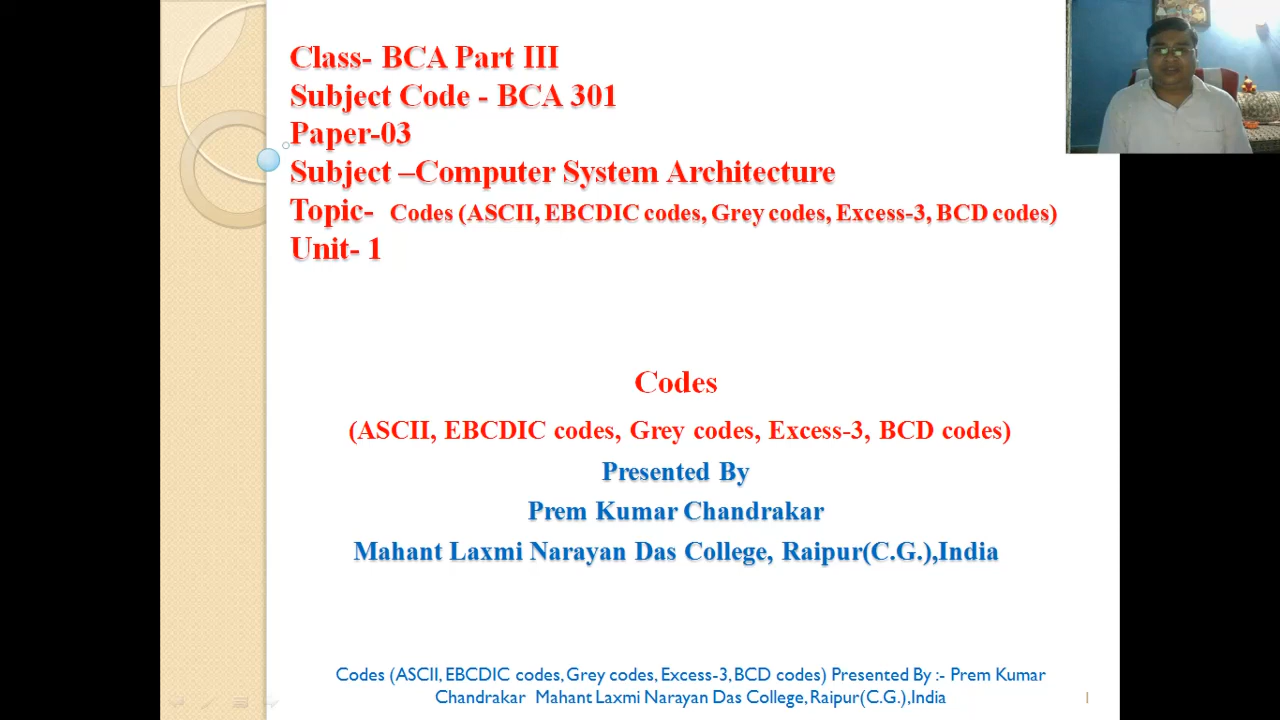 Class- BCA Part III
Subject Code - BCA 301
Paper-03
Subject –Computer System Architecture
Topic- Codes (ASCII, EBCDIC codes, Grey codes, Excess-3, BCD codes)
Unit- 1
Codes
(ASCII, EBCDIC codes, Grey codes, Excess-3, BCD codes)
Presented By
Prem Kumar Chandrakar
Mahant Laxmi Narayan Das College, Raipur(C.G.),India
Codes (ASCII, EBCDIC codes, Grey codes, Excess-3, BCD codes) Presented By :- Prem Kumar
Chandrakar Mahant Laxmi Narayan Das College, Raipur(C.G.),India
1